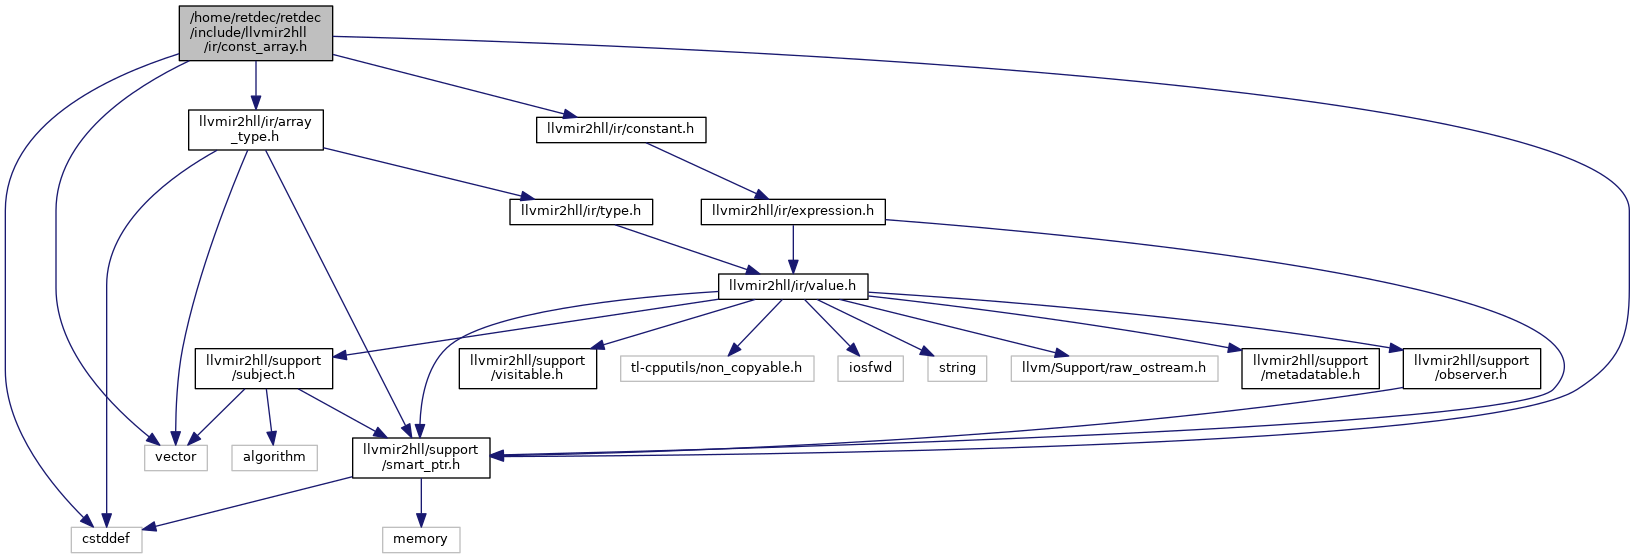 /home/retdec/retdec
/include/llvmir2hll
/ir/const_array.h
llvmir2hll/ir/array
_type.h
llvmir2hll/ir/constant.h
llvmir2hll/ir/type.h
llvmir2hll/ir/expression.h
llvmir2hll/ir/value.h
llvmir2hll/support
/subject.h
llvmir2hll/support
/visitable.h
tl-cpputils/non_copyable.h
iosfwd
string
llvm/Support/raw_ostream.h
llvmir2hll/support
/metadatable.h
llvmir2hll/support
/observer.h
vector
algorithm
llvmir2hll/support
/smart_ptr.h
cstddef
memory